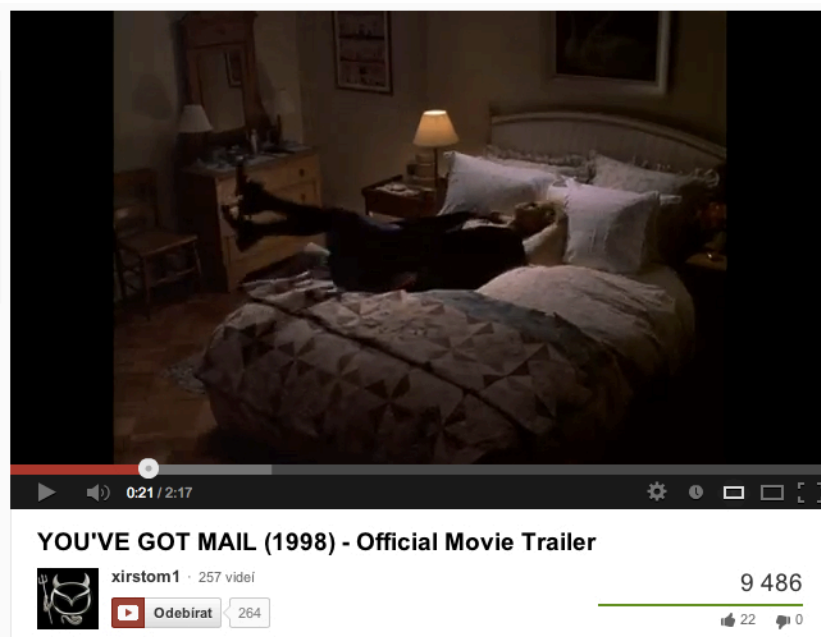 0:21 / 2:17
YOU'VE GOT MAIL (1998) - Official Movie Trailer
xirstom1 · 257 videí
9 486
Odebírat 264
22 0